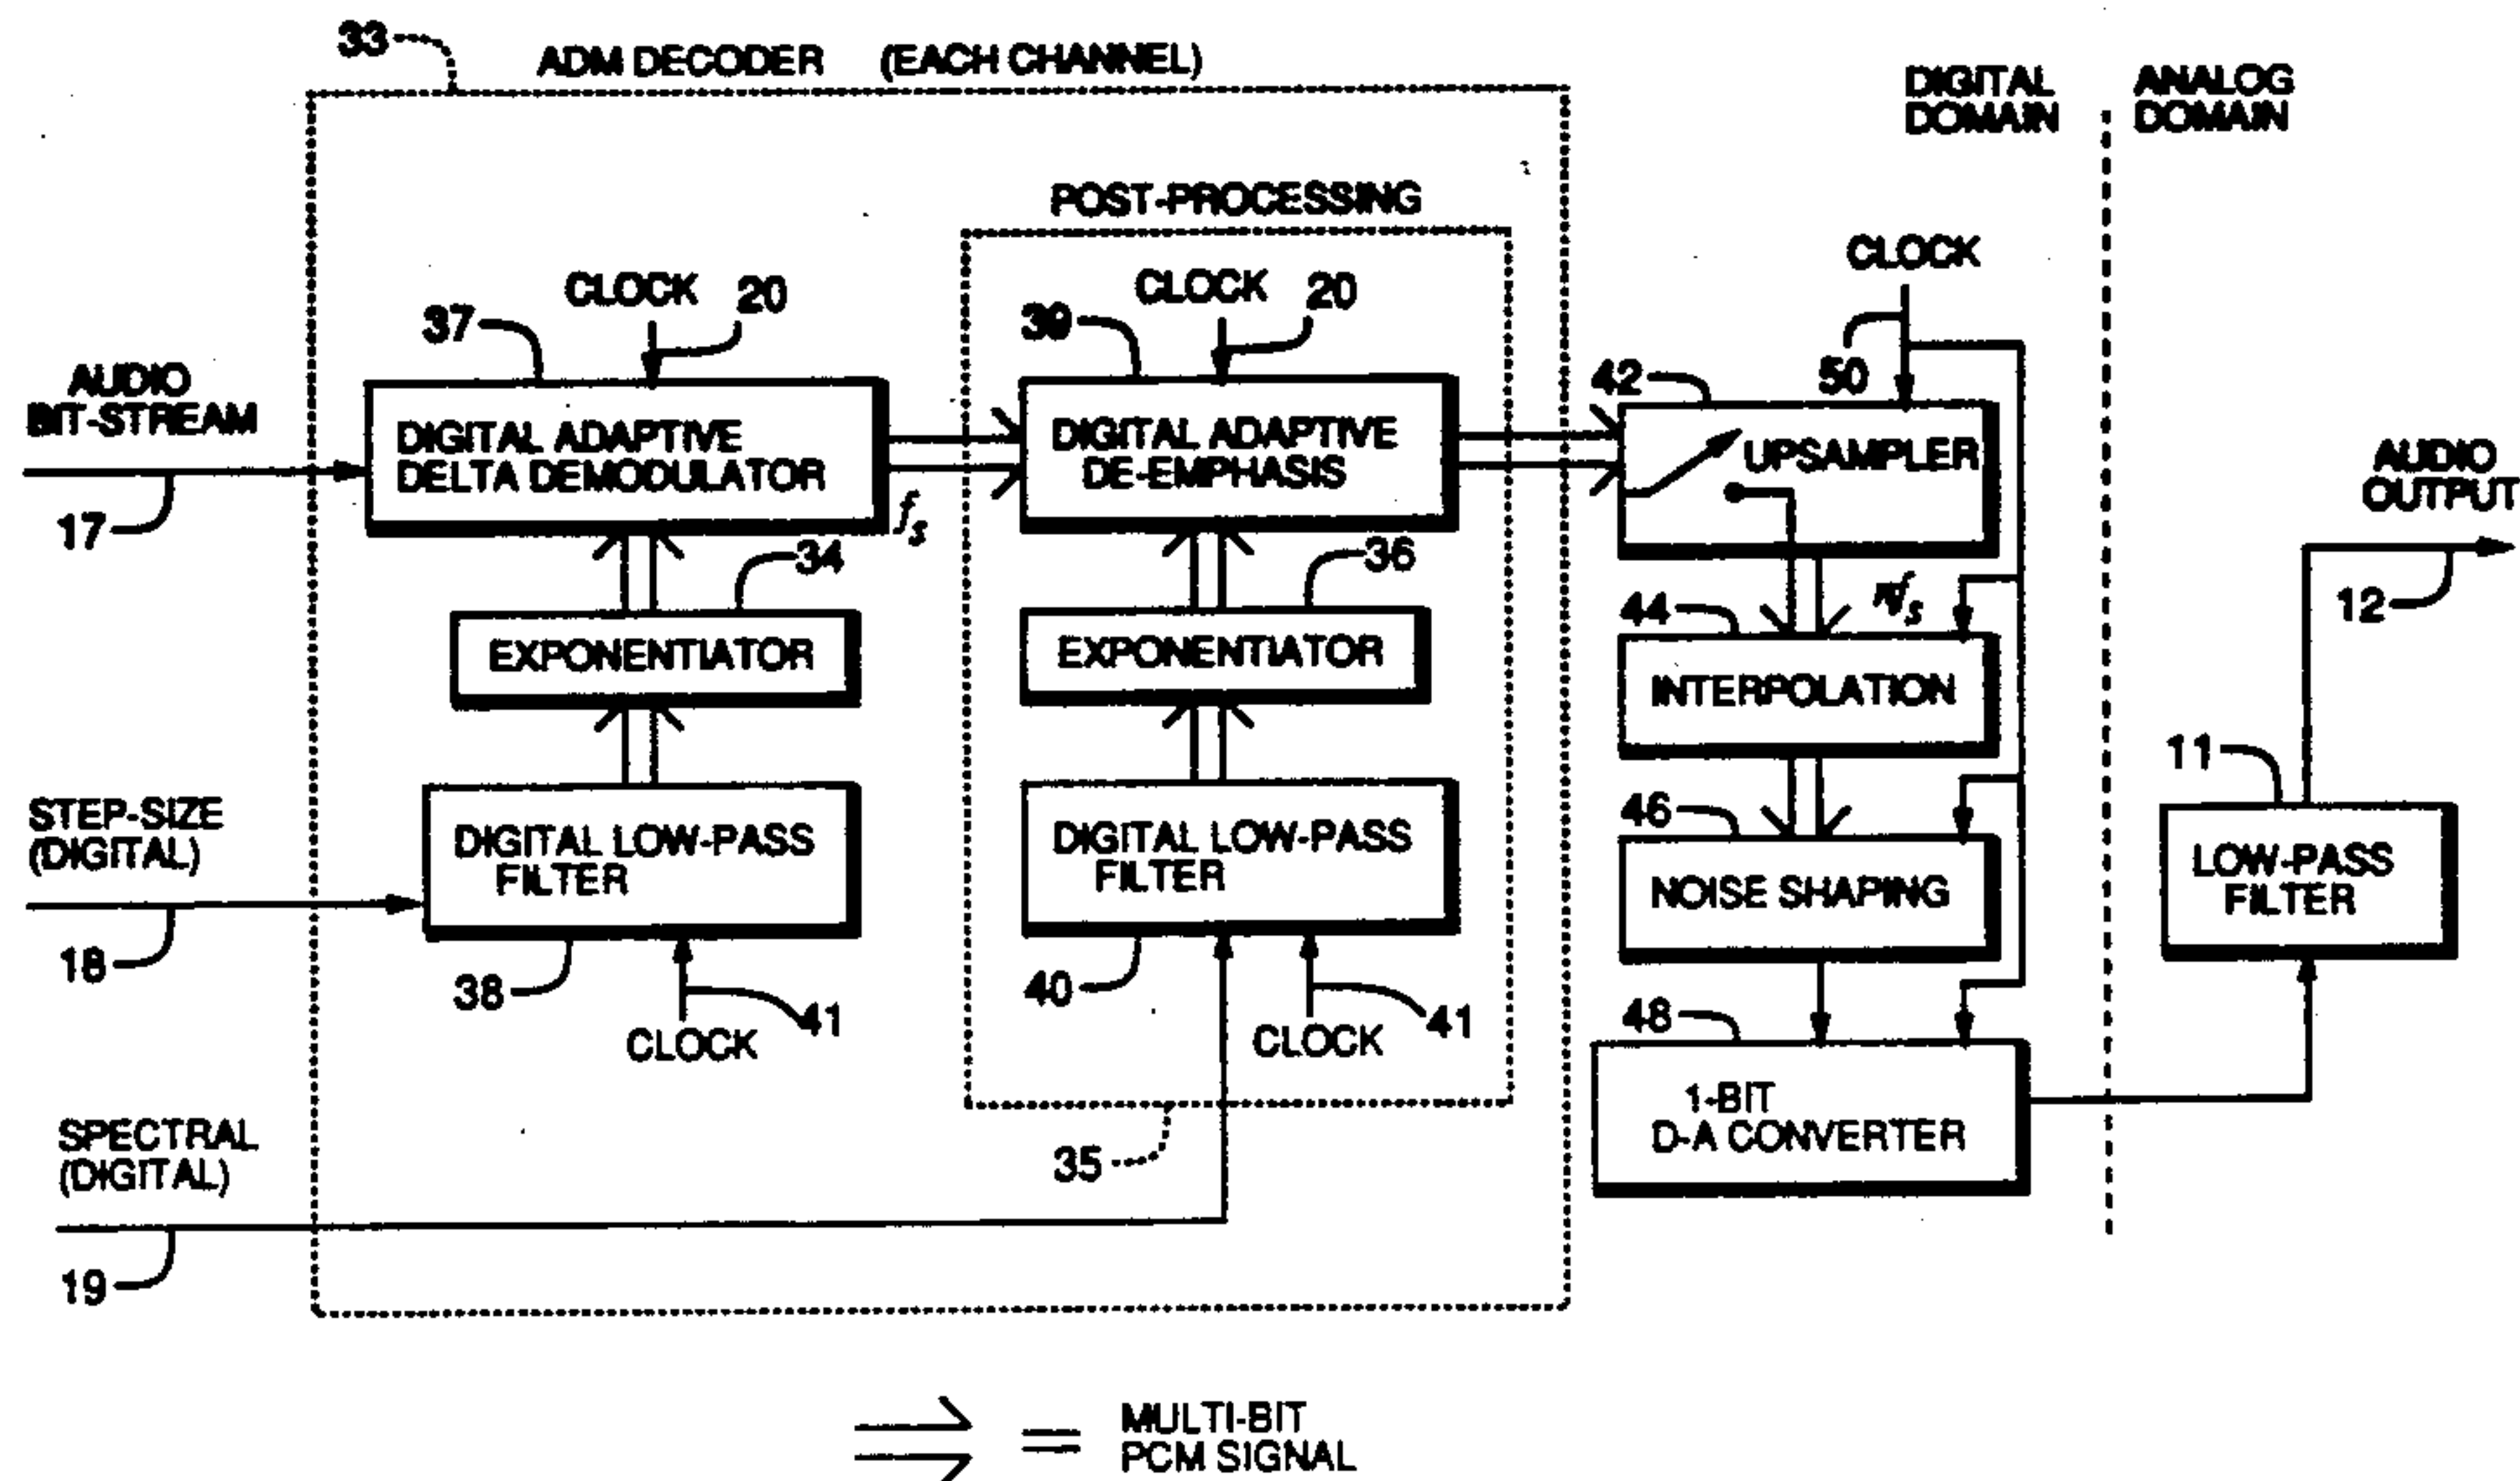 33
ADM DECODER (EACH CHANNEL)
DIGITAL DOMAIN
ANALOG DOMAIN
POST-PROCESSING
CLOCK
CLOCK 20
CLOCK 20
37
39
50
42
AUDIO
BIT-STREAM
17
DIGITAL ADAPTIVE
DELTA DEMODULATOR
fs
DIGITAL ADAPTIVE
DE-EMPHASIS
UPSAMPLER
AUDIO
OUTPUT
12
34
36
EXPONENTIATOR
EXPONENTIATOR
44
nfs
INTERPOLATION
11
STEP-SIZE
(DIGITAL)
18
DIGITAL LOW-PASS
FILTER
DIGITAL LOW-PASS
FILTER
46
NOISE SHAPING
LOW-PASS
FILTER
38
41
CLOCK
40
41
CLOCK
48
1-BIT
D-A CONVERTER
SPECTRAL
(DIGITAL)
19
35
= MULTI-BIT
PCM SIGNAL